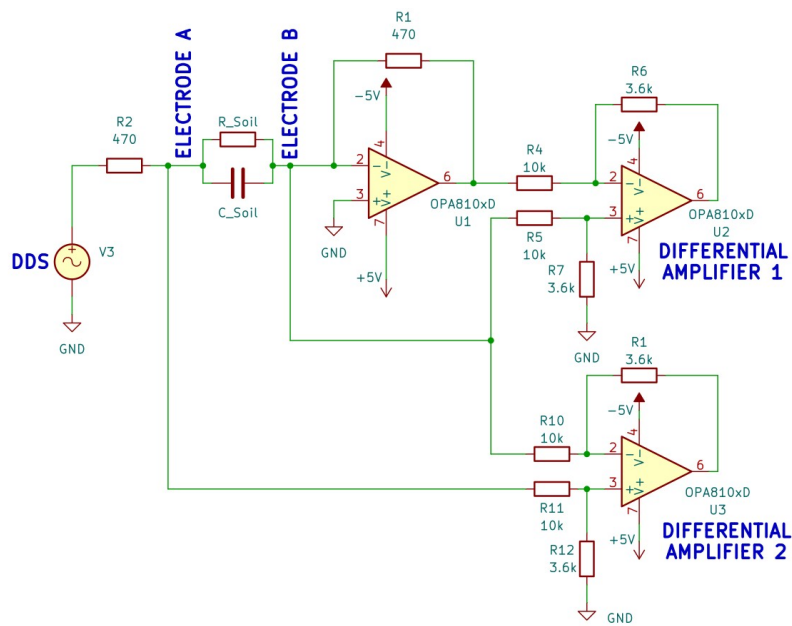 ELECTRODE A
ELECTRODE B
R2
470
R_Soil
C_Soil
DDS
V3
GND
R1
470
-5V
4
2
V-
3
V+
7
6
OPA810xD
U1
GND
+5V
R4
10k
R5
10k
R6
3.6k
-5V
4
2
V-
3
V+
7
6
OPA810xD
U2
DIFFERENTIAL
AMPLIFIER 1
+5V
R7
3.6k
GND
R1
3.6k
-5V
R10
10k
4
2
V-
3
V+
7
6
OPA810xD
U3
R11
10k
DIFFERENTIAL
AMPLIFIER 2
+5V
R12
3.6k
GND